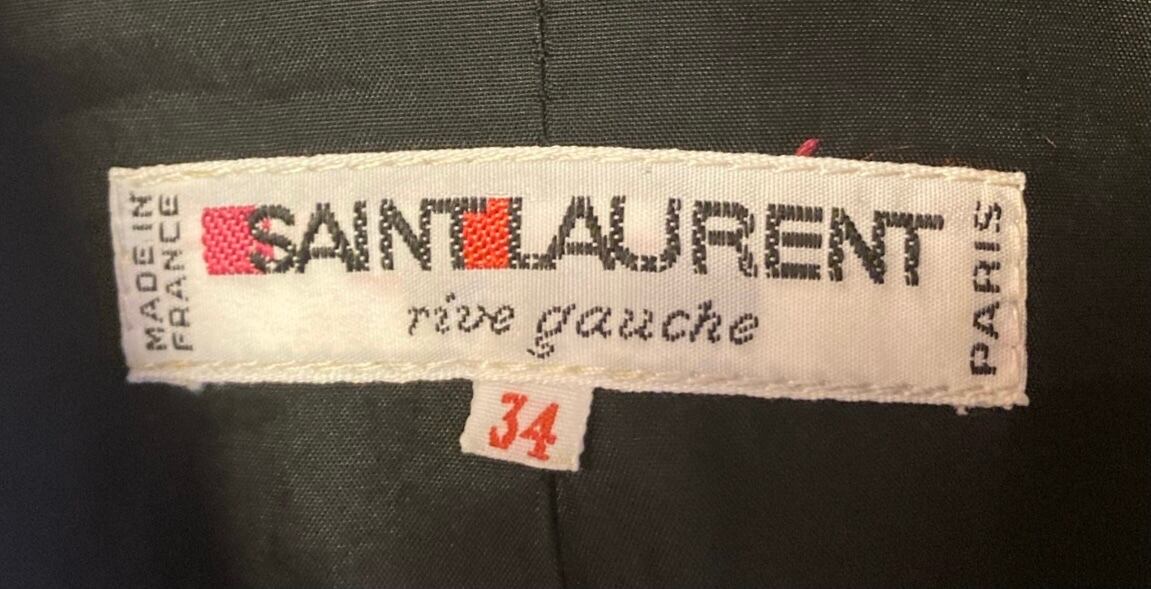 MADE IN
FRANCE
SAINT LAURENT
rive gauche
PARIS
34